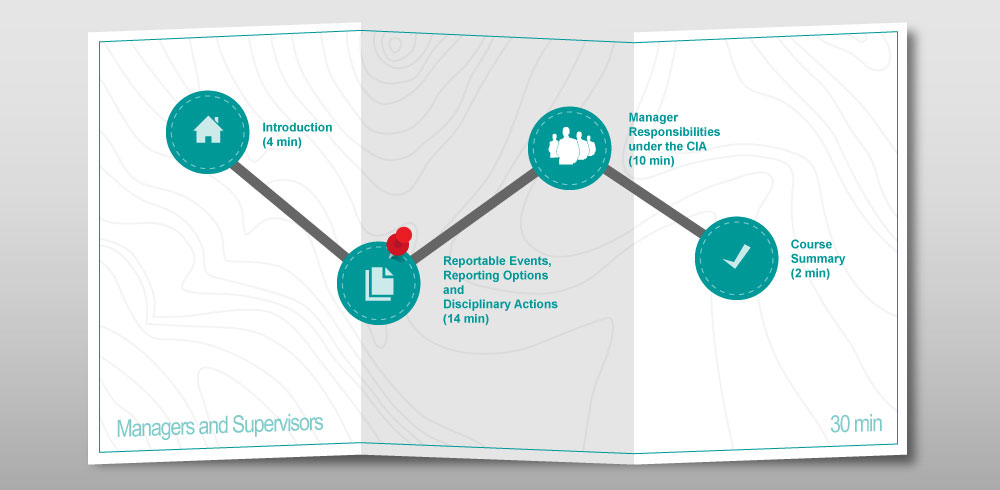 Introduction
(4 min)
Reportable Events,
Reporting Options
and
Disciplinary Actions
(14 min)
Manager
Responsibilities
under the CIA
(10 min)
Course
Summary
(2 min)
Managers and Supervisors
30 min